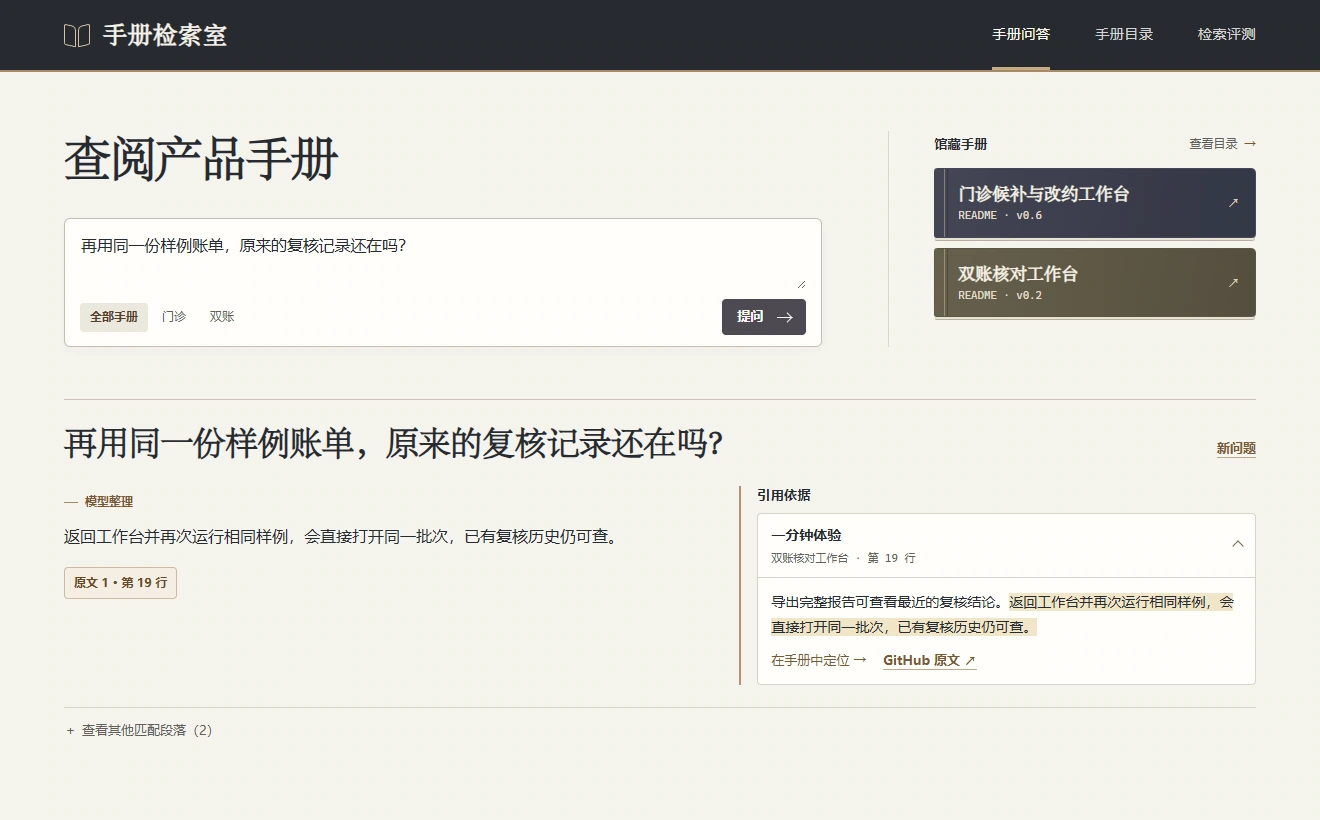 手册检索室
手册问答
手册目录
检索评测
查阅产品手册
再用同一份样例账单，原来的复核记录还在吗?
全部手册
门诊
双账
提问 →
馆藏手册
查看目录 →
门诊候补与改约工作台
README · v0.6
↗
双账核对工作台
README · v0.2
↗
再用同一份样例账单，原来的复核记录还在吗?
新问题
— 模型整理
返回工作台并再次运行相同样例，会直接打开同一批次，已有复核历史仍可查。
原文 1 • 第 19 行
引用依据
一分钟体验
双账核对工作台 · 第 19 行
导出完整报告可查看最近的复核结论。返回工作台并再次运行相同样例，会
直接打开同一批次，已有复核历史仍可查。
在手册中定位 →
GitHub 原文 ↗
+ 查看其他匹配段落（2）